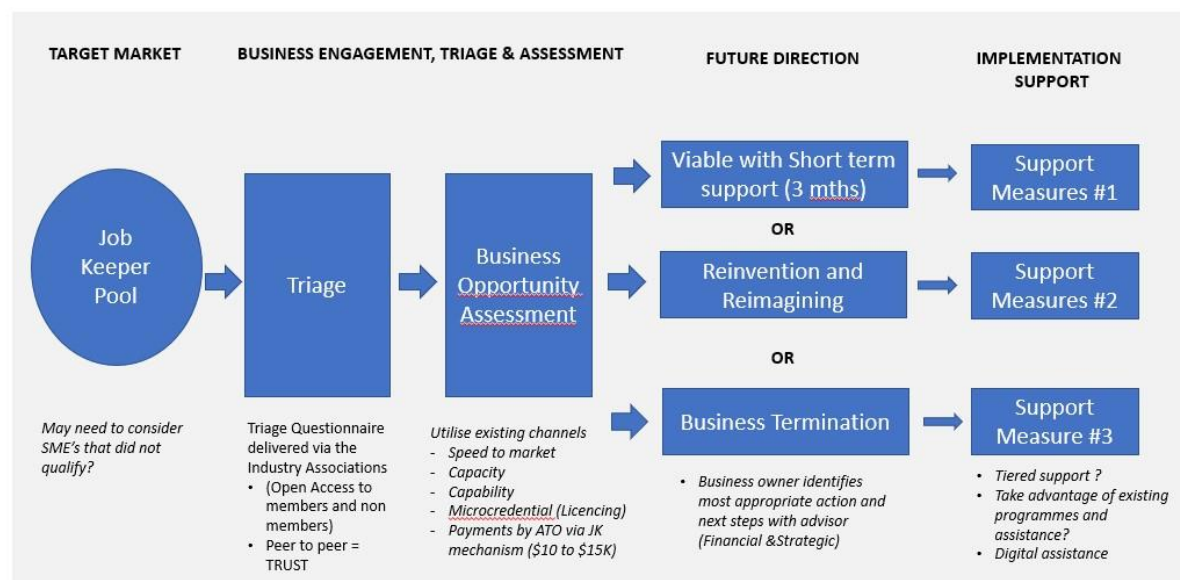 TARGET MARKET
BUSINESS ENGAGEMENT, TRIAGE & ASSESSMENT
FUTURE DIRECTION
IMPLEMENTATION
SUPPORT
Job
Keeper
Pool
Triage
Business
Opportunity
Assessment
Viable with Short term
support (3 mths)
OR
Reinvention and
Reimagining
OR
Business Termination
Support
Measures #1
Support
Measures #2
Support
Measure #3
May need to consider
SME's that did not
qualify?
Triage Questionnaire
delivered via the
Industry Associations
• (Open Access to
members and non
members)
• Peer to peer =
TRUST
Utilise existing channels
- Speed to market
- Capacity
- Capability
- Microcredential (Licencing)
- Payments by ATO via JK
mechanism ($10 to $15K)
• Business owner identifies
most appropriate action and
next steps with advisor
(Financial &Strategic)
• Tiered support ?
• Take advantage of existing
programmes and
assistance?
• Digital assistance